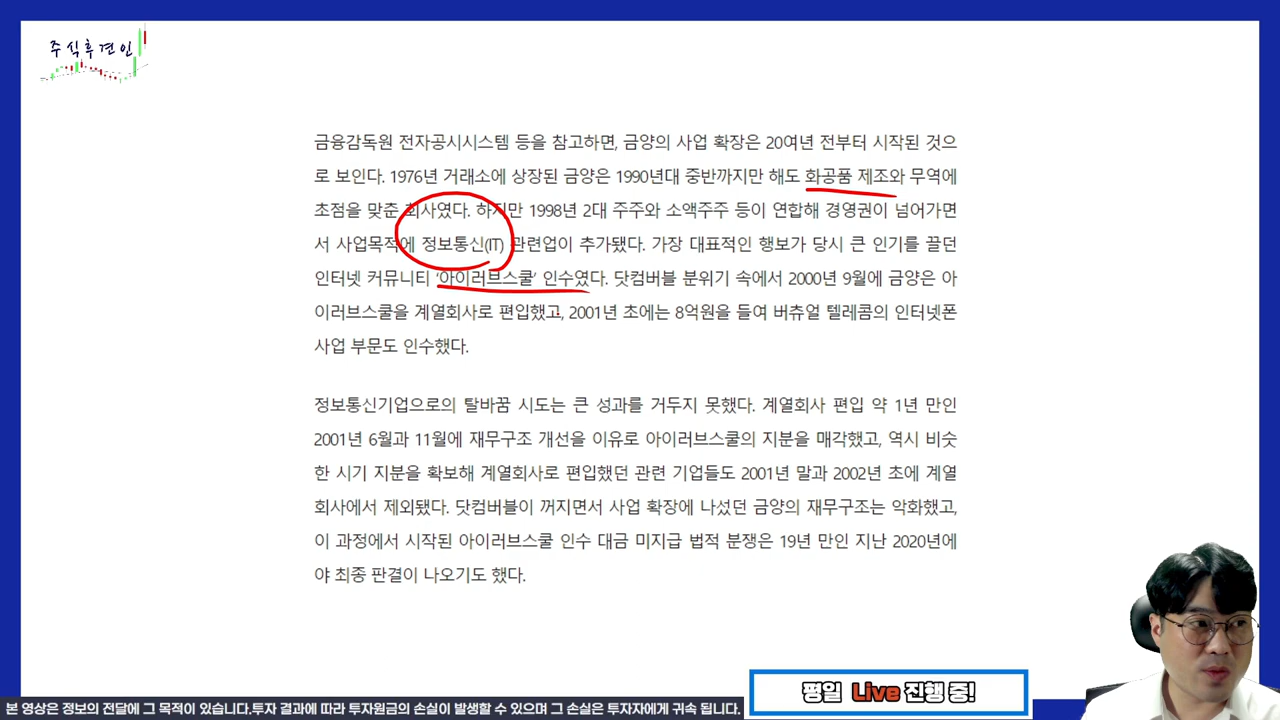 주식후견인
금융감독원 전자공시시스템 등을 참고하면, 금양의 사업 확장은 20여년 전부터 시작된 것으
로 보인다. 1976년 거래소에 상장된 금양은 1990년대 중반까지만 해도 화공품 제조와 무역에
초점을 맞춘 회사였다. 하지만 1998년 2대 주주와 소액주주 등이 연합해 경영권이 넘어가면
서 사업목적에 정보통신(IT) 관련업이 추가됐다. 가장 대표적인 행보가 당시 큰 인기를 끌던
인터넷 커뮤니티 ‘아이러브스쿨’ 인수였다. 닷컴버블 분위기 속에서 2000년 9월에 금양은 아
이러브스쿨을 계열회사로 편입했고, 2001년 초에는 8억원을 들여 버츄얼 텔레콤의 인터넷폰
사업 부문도 인수했다.
정보통신기업으로의 탈바꿈 시도는 큰 성과를 거두지 못했다. 계열회사 편입 약 1년 만인
2001년 6월과 11월에 재무구조 개선을 이유로 아이러브스쿨의 지분을 매각했고, 역시 비슷
한 시기 지분을 확보해 계열회사로 편입했던 관련 기업들도 2001년 말과 2002년 초에 계열
회사에서 제외됐다. 닷컴버블이 꺼지면서 사업 확장에 나섰던 금양의 재무구조는 악화했고,
이 과정에서 시작된 아이러브스쿨 인수 대금 미지급 법적 분쟁은 19년 만인 지난 2020년에
야 최종 판결이 나오기도 했다.
평일 Live 진행 중!
본 영상은 정보의 전달에 그 목적이 있습니다.투자 결과에 따라 투자원금의 손실이 발생할 수 있으며 그 손실은 투자자에게 귀속 됩니다.